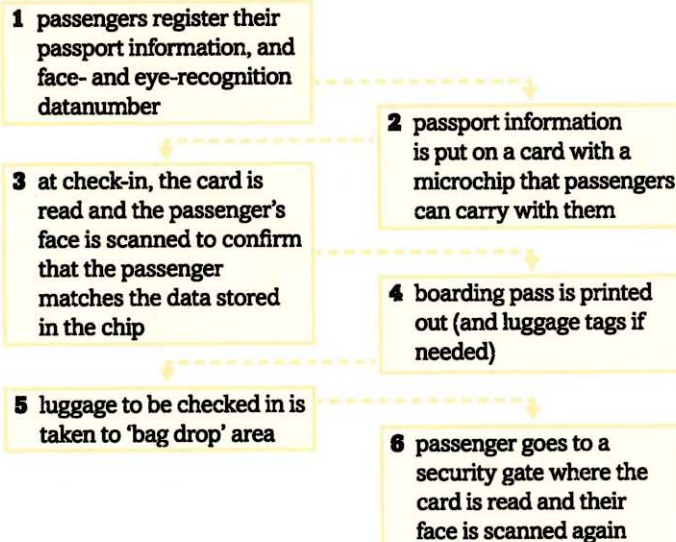 1 passengers register their
passport information, and
face- and eye-recognition
datanumber
2 passport information
is put on a card with a
microchip that passengers
can carry with them
3 at check-in, the card is
read and the passenger's
face is scanned to confirm
that the passenger
matches the data stored
in the chip
4 boarding pass is printed
out (and luggage tags if
needed)
5 luggage to be checked in is
taken to 'bag drop' area
6 passenger goes to a
security gate where the
card is read and their
face is scanned again